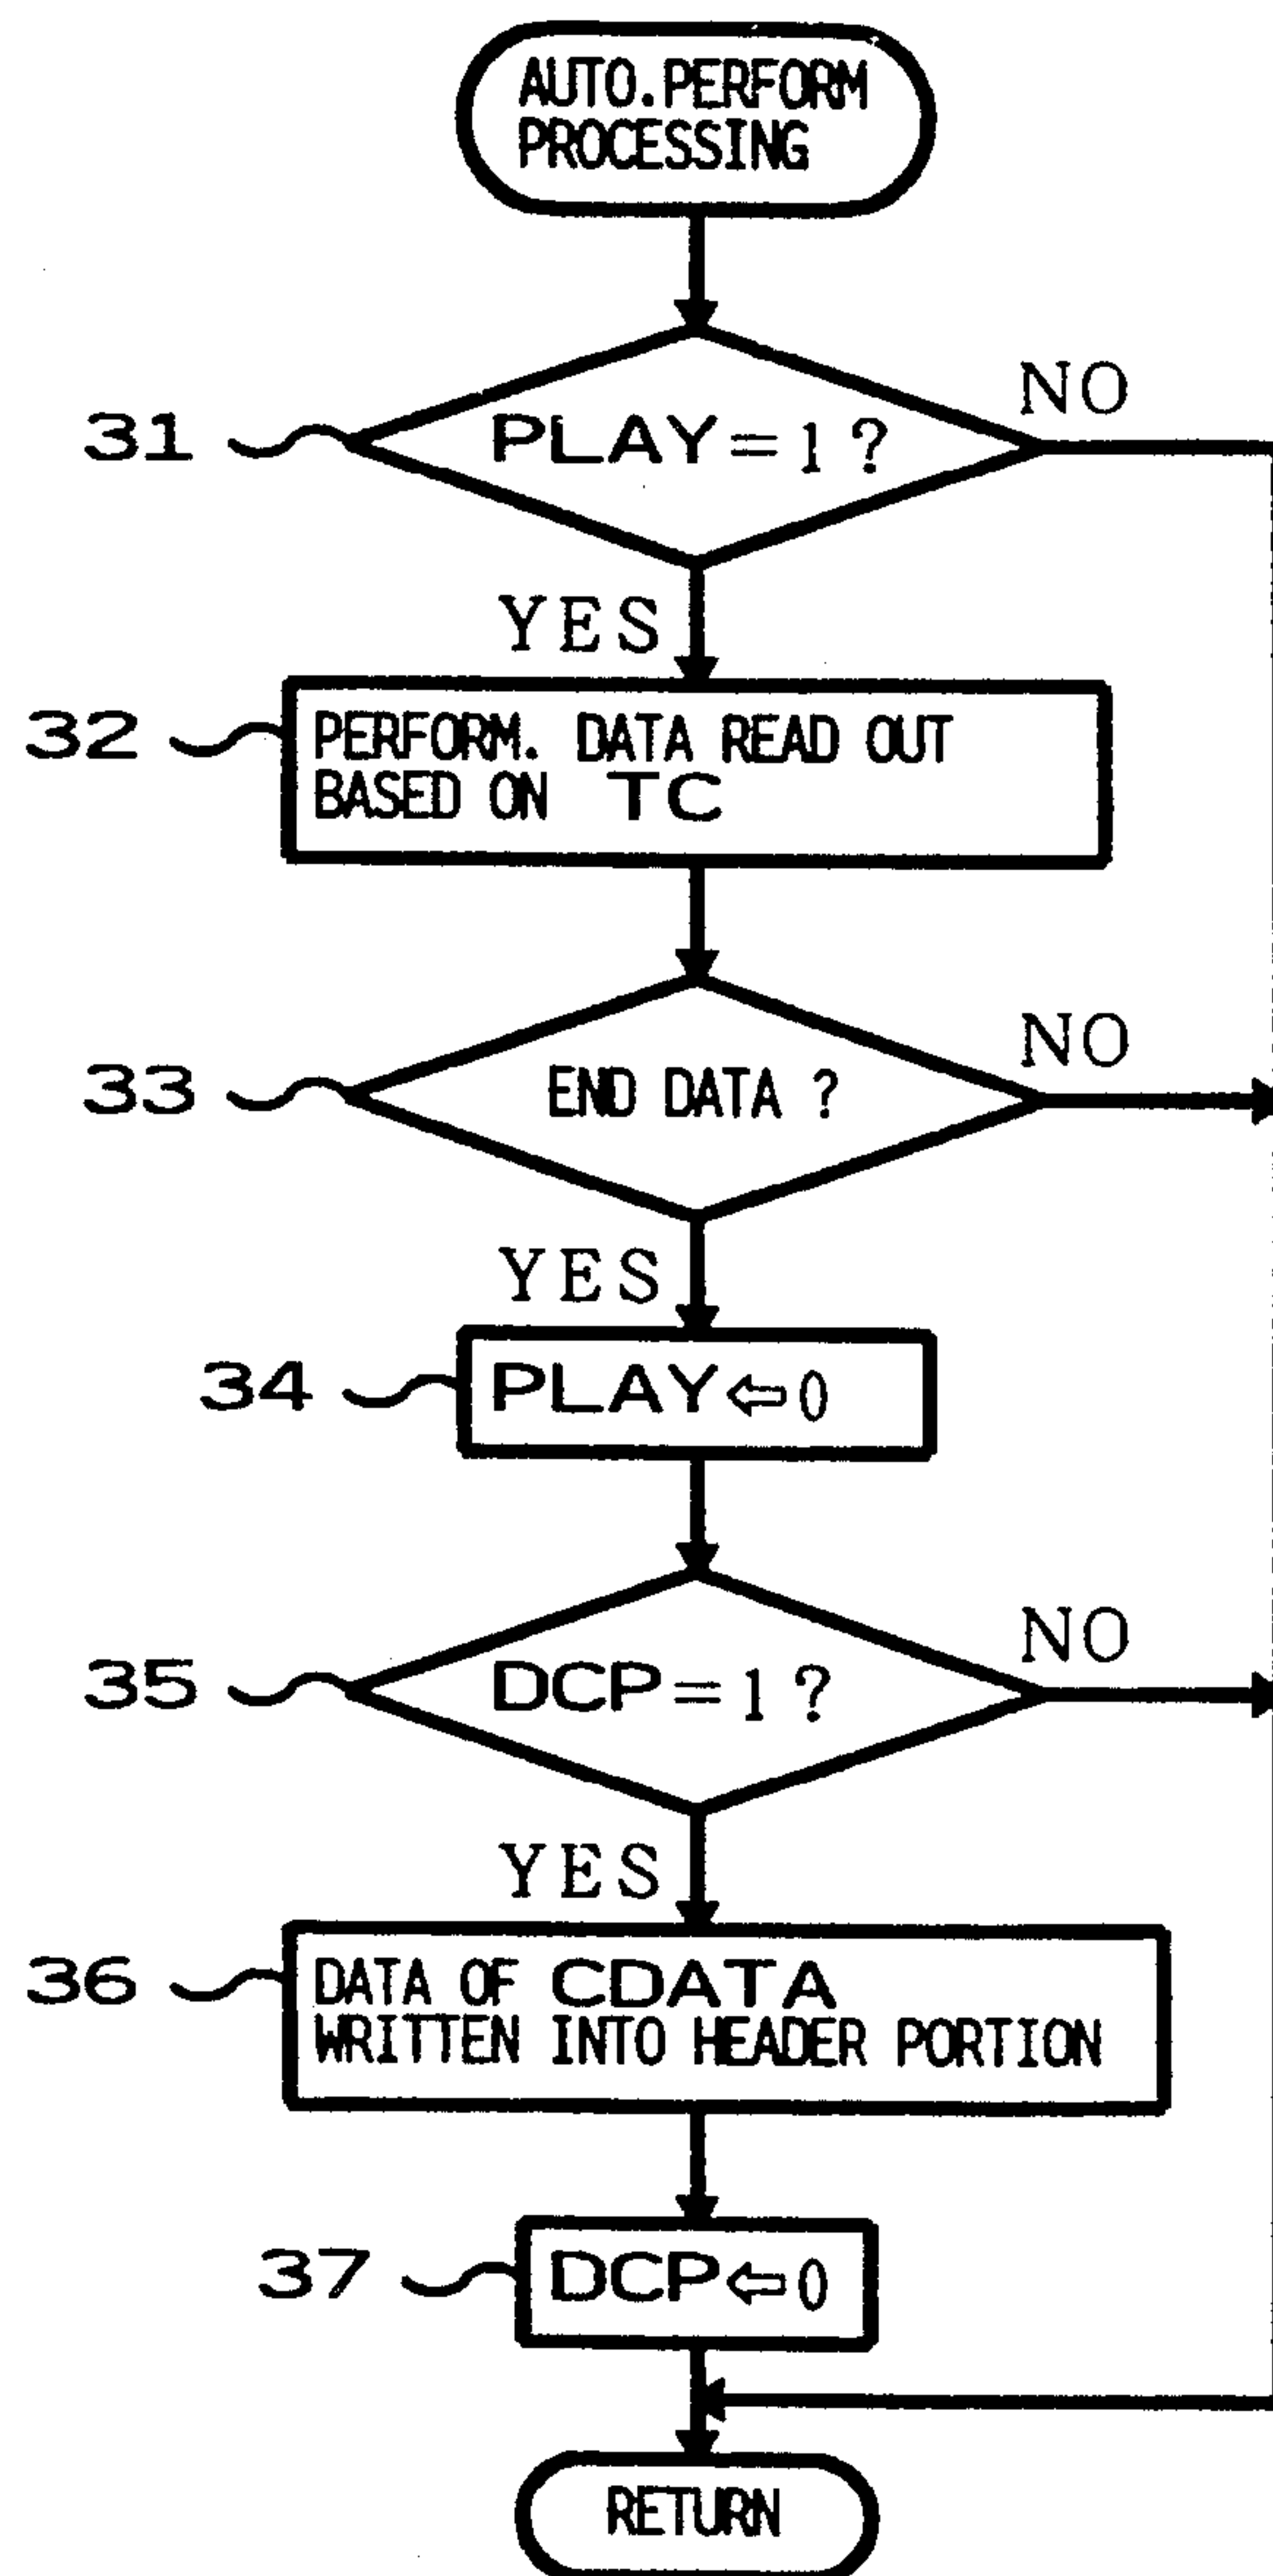 AUTO.PERFORM
PROCESSING
31
PLAY=1?
NO
YES
32
PERFORM. DATA READ OUT
BASED ON TC
33
END DATA ?
NO
YES
34
PLAY⇦0
35
DCP=1?
NO
YES
36
DATA OF CDATA
WRITTEN INTO HEADER PORTION
37
DCP⇦0
RETURN